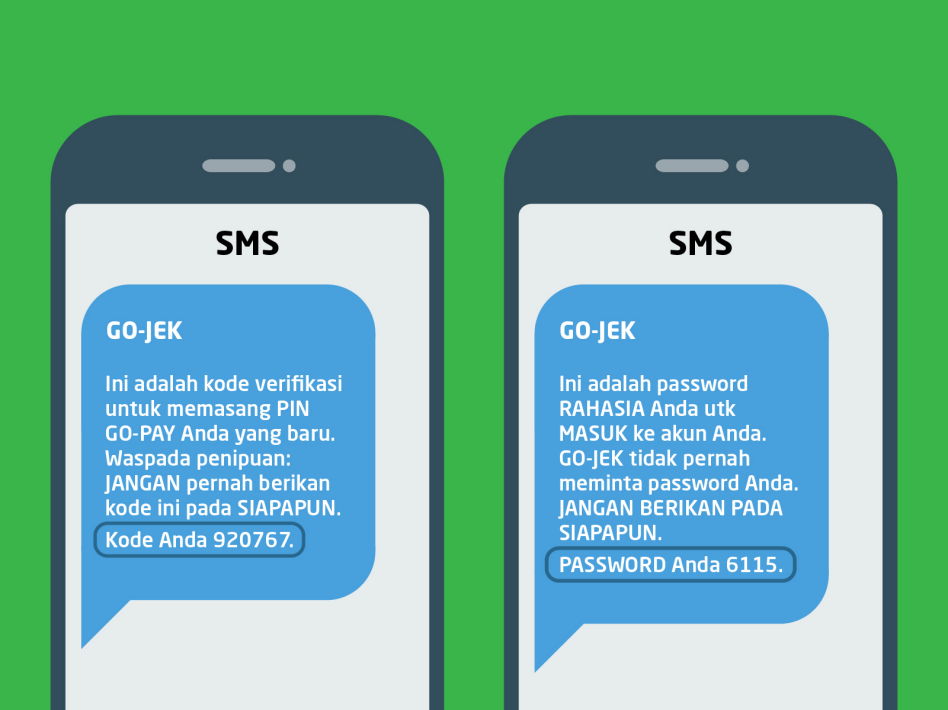 SMS
GO-JEK
Ini adalah kode verifikasi
untuk memasang PIN
GO-PAY Anda yang baru.
Waspada penipuan:
JANGAN pernah berikan
kode ini pada SIAPAPUN.
Kode Anda 920767.
SMS
GO-JEK
Ini adalah password
RAHASIA Anda utk
MASUK ke akun Anda.
GO-JEK tidak pernah
meminta password Anda.
JANGAN BERIKAN PADA
SIAPAPUN.
PASSWORD Anda 6115.